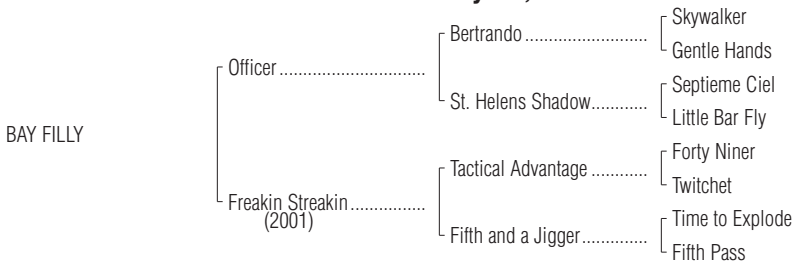 Skywalker
Bertrando
Gentle Hands
Officer
Septieme Ciel
St. Helens Shadow
Little Bar Fly
BAY FILLY
Forty Niner
Tactical Advantage
Twitchet
Freakin Streakin
(2001)
Time to Explode
Fifth and a Jigger
Fifth Pass